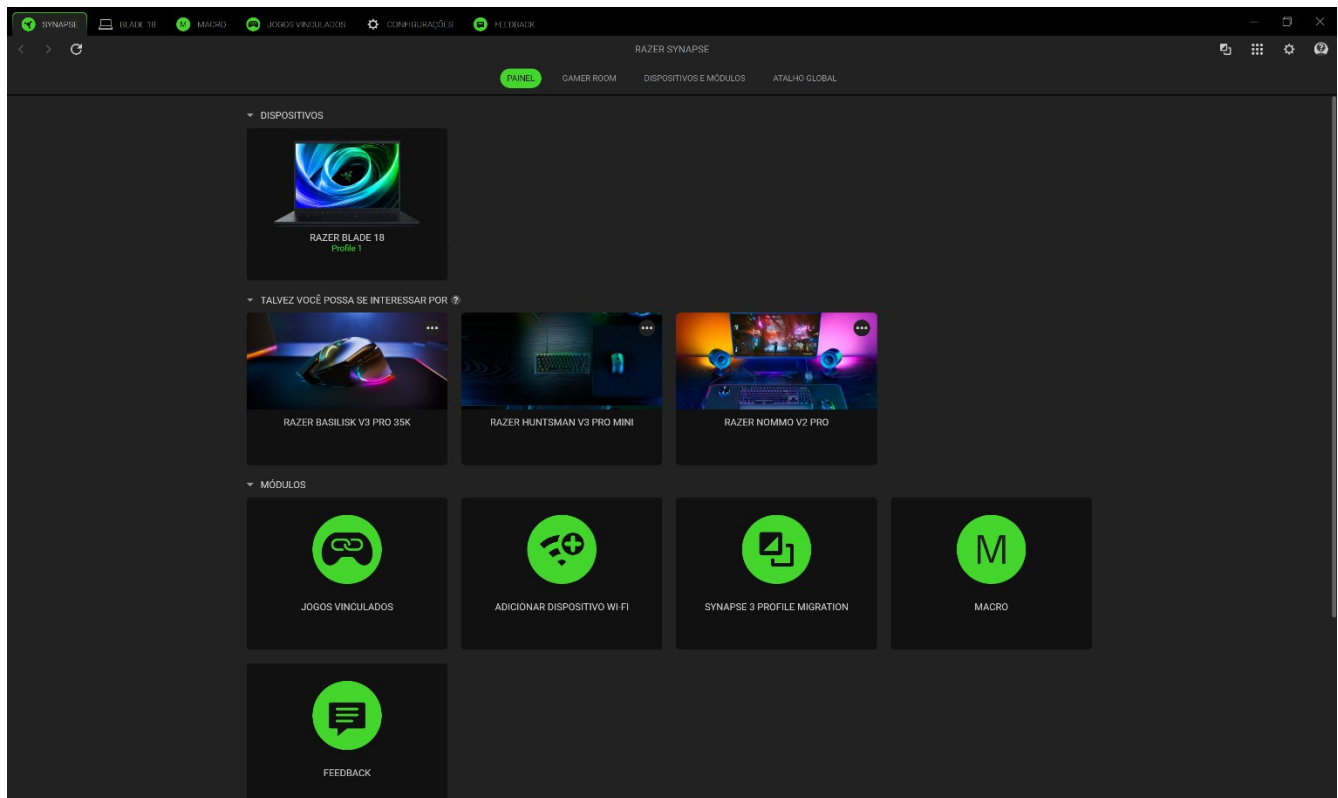 SYNAPSE BLADE 18 M MACRO JOGOS VINCULADOS CONFIGURAÇÕES FEEDBACK
RAZER SYNAPSE
PAINEL GAMER ROOM DISPOSITIVOS E MÓDULOS ATALHO GLOBAL
DISPOSITIVOS
RAZER BLADE 18
Profile 1
TALVEZ VOCÊ POSSA SE INTERESSAR POR ?
RAZER BASILISK V3 PRO 35K RAZER HUNTSMAN V3 PRO MINI RAZER NOMMO V2 PRO
MÓDULOS
M
JOGOS VINCULADOS ADICIONAR DISPOSITIVO WI-FI SYNAPSE 3 PROFILE MIGRATION MACRO
FEEDBACK